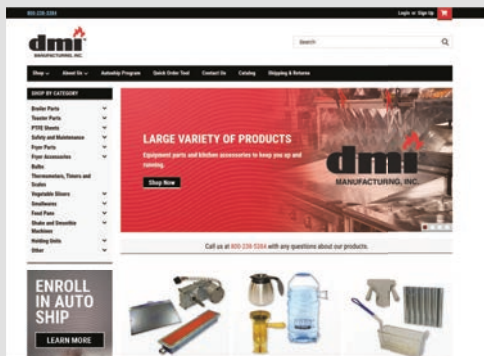 800-238-5384
Login or Sign Up
dmi
MANUFACTURING, INC.
Search
Shop
About Us
Autoship Program
Quick Order Tool
Contact Us
Catalog
Shipping & Returns
SHOP BY CATEGORY
Broiler Parts
Toaster Parts
PTFE Sheets
Safety and Maintenance
Fryer Parts
Fryer Accessories
Bulbs
Thermometers, Timers and
Scales
Vegetable Slicers
Smallwares
Food Pans
Shake and Smoothie
Machines
Holding Units
Other
LARGE VARIETY OF PRODUCTS
Equipment parts and kitchen accessories to keep you up and
running.
Shop Now
dmi
MANUFACTURING, INC.
Call us at 800-238-5384 with any questions about our products.
ENROLL
IN AUTO
SHIP
LEARN MORE